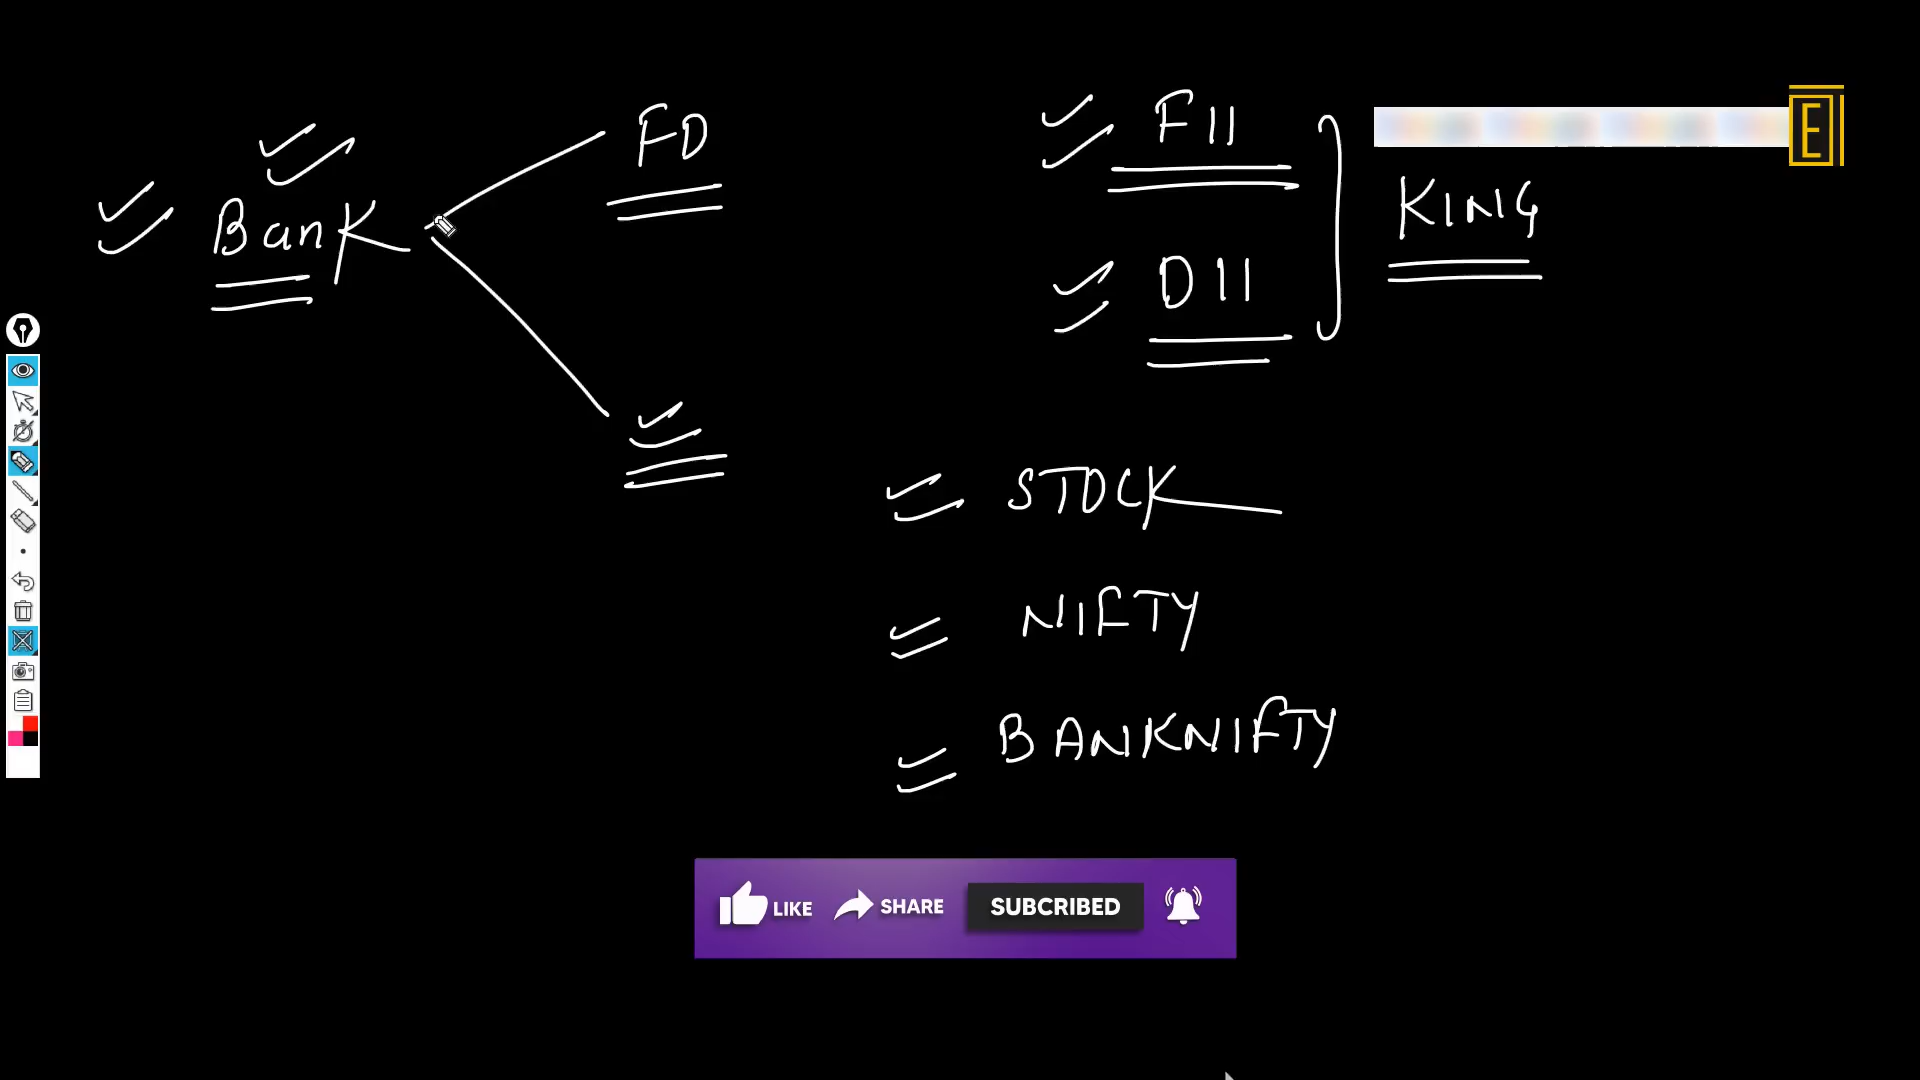 FD
BanK
FII
DII
KING
E
STOCK
NIFTY
BANKNIFTY
LIKE SHARE SUBCRIBED